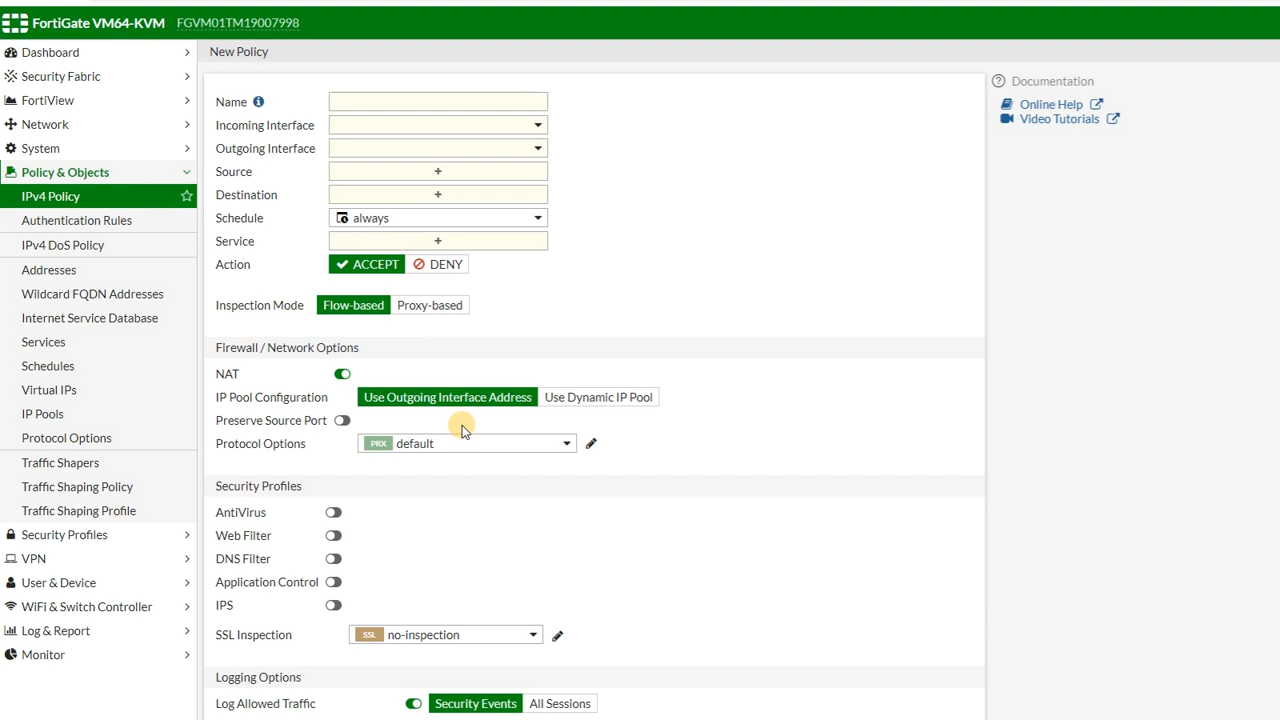 FortiGate VM64-KVM FGVM01TM19007998
Dashboard
Security Fabric
FortiView
Network
System
Policy & Objects
IPv4 Policy
Authentication Rules
IPv4 DoS Policy
Addresses
Wildcard FQDN Addresses
Internet Service Database
Services
Schedules
Virtual IPs
IP Pools
Protocol Options
Traffic Shapers
Traffic Shaping Policy
Traffic Shaping Profile
Security Profiles
VPN
User & Device
WiFi & Switch Controller
Log & Report
Monitor
New Policy
Name
Incoming Interface
Outgoing Interface
Source +
Destination +
Schedule always
Service +
Action ACCEPT DENY
Inspection Mode Flow-based Proxy-based
Firewall / Network Options
NAT
IP Pool Configuration Use Outgoing Interface Address Use Dynamic IP Pool
Preserve Source Port
Protocol Options PRX default
Security Profiles
AntiVirus
Web Filter
DNS Filter
Application Control
IPS
SSL Inspection SSL no-inspection
Logging Options
Log Allowed Traffic Security Events All Sessions
Documentation
Online Help
Video Tutorials